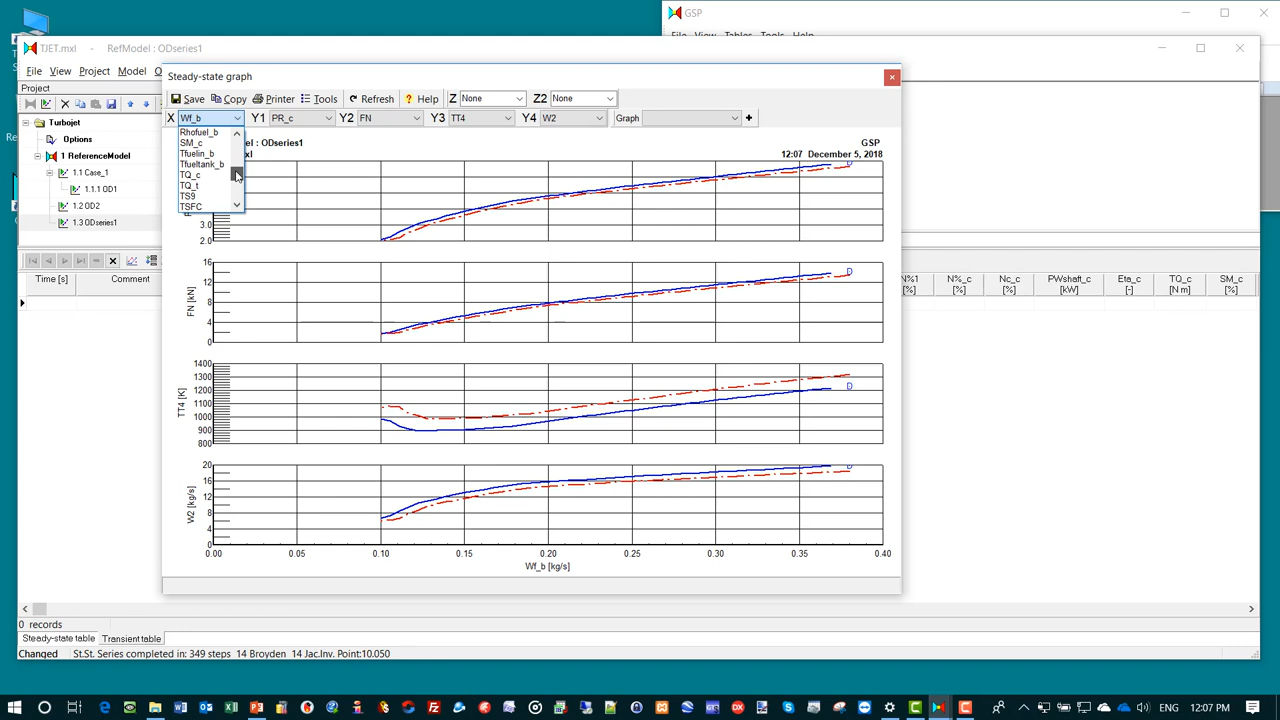 GSP
File View Tables Tools Help
TJET.mxl - RefModel : ODseries1
File View Project Model O
Project
Turbojet
Options
1 ReferenceModel
1.1 Case_1
1.1.1 OD1
1.2 OD2
1.3 ODseries1
Steady-state graph
Save Copy Printer Tools Refresh Help Z None Z2 None
X Wf_b Y1 PR_c Y2 FN Y3 TT4 Y4 W2 Graph
Rhofuel_b
SM_c
Tfuelin_b
Tfueltank_b
TQ_c
TQ_t
TS9
TSFC
: ODseries1
GSP
12:07 December 5, 2018
3.0
2.0
D
16
12
8
4
0
FN [kN]
D
1400
1300
1200
1100
1000
900
800
TT4 [K]
D
20
16
12
8
4
0
W2 [kg/s]
D
0.00 0.05 0.10 0.15 0.20 0.25 0.30 0.35 0.40
Wf_b [kg/s]
Time [s] Comment
N%1 [%] N%_c [%] Nc_c [%] PWshaft_c [kW] Eta_c [-] TQ_c [N m] SM_c [%]
0 records
Steady-state table Transient table
Changed St.St. Series completed in: 349 steps 14 Broyden 14 Jac.Inv. Point:10.050
12:07 PM